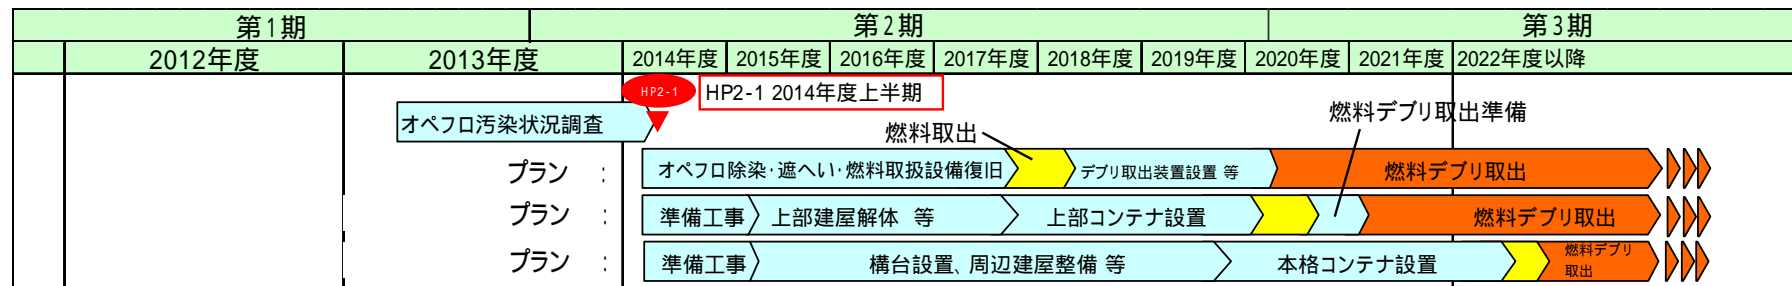 第1期 第2期 第3期
2012年度 2013年度 2014年度 2015年度 2016年度 2017年度 2018年度 2019年度 2020年度 2021年度 2022年度以降
HP2-1 HP2-1 2014年度上半期
オペフロ汚染状況調査
燃料取出
燃料デブリ取出準備
プラン : オペフロ除染・遮へい・燃料取扱設備復旧 デブリ取出装置設置 等 燃料デブリ取出
プラン : 準備工事 上部建屋解体 等 上部コンテナ設置 燃料デブリ取出
プラン : 準備工事 構台設置、周辺建屋整備 等 本格コンテナ設置 燃料デブリ
取出